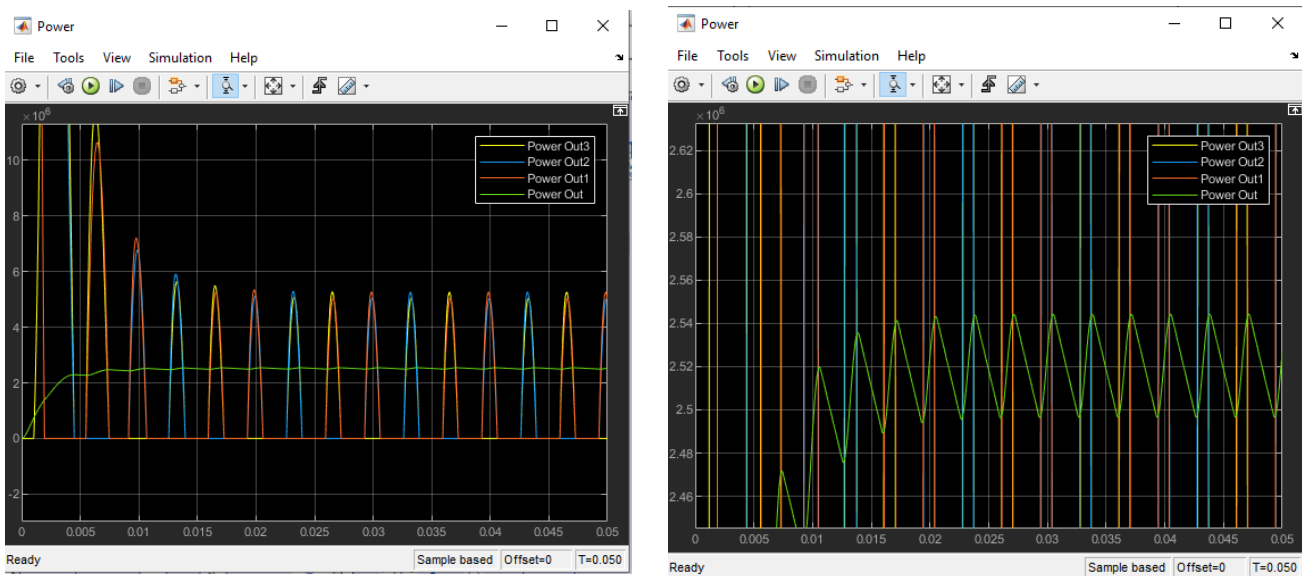 Power
File Tools View Simulation Help
×10⁶
Power Out3
Power Out2
Power Out1
Power Out
10
8
6
4
2
0
-2
0 0.005 0.01 0.015 0.02 0.025 0.03 0.035 0.04 0.045 0.05
Ready Sample based Offset=0 T=0.050
Power
File Tools View Simulation Help
×10⁶
Power Out3
Power Out2
Power Out1
Power Out
2.62
2.6
2.58
2.56
2.54
2.52
2.5
2.48
2.46
0 0.005 0.01 0.015 0.02 0.025 0.03 0.035 0.04 0.045 0.05
Ready Sample based Offset=0 T=0.050